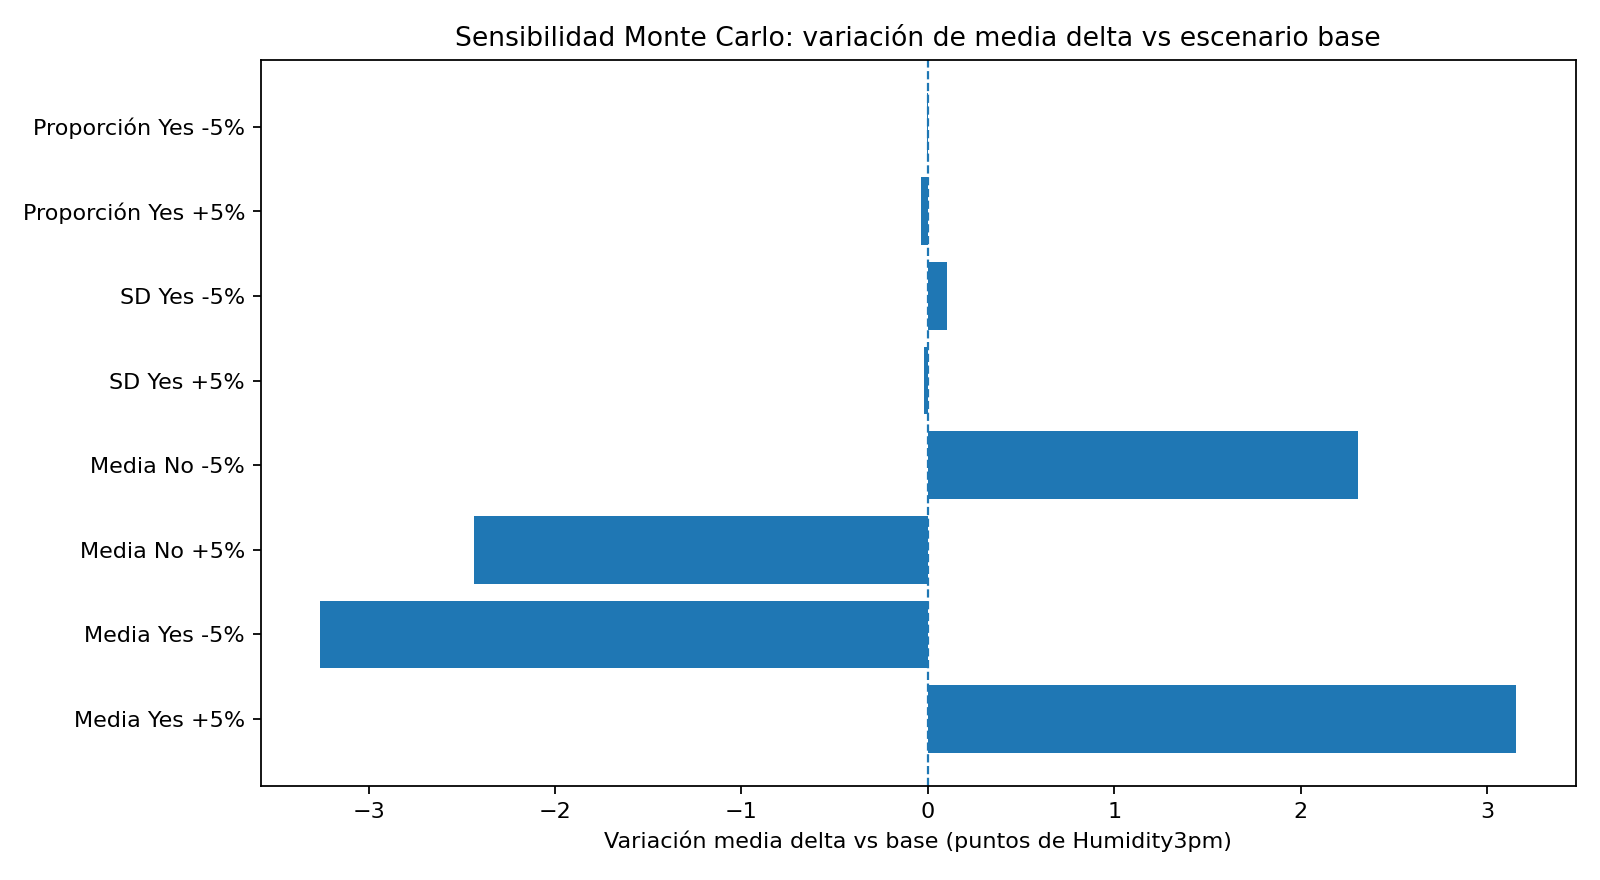 Sensibilidad Monte Carlo: variación de media delta vs escenario base
Proporción Yes -5%
Proporción Yes +5%
SD Yes -5%
SD Yes +5%
Media No -5%
Media No +5%
Media Yes -5%
Media Yes +5%
−3 −2 −1 0 1 2 3
Variación media delta vs base (puntos de Humidity3pm)